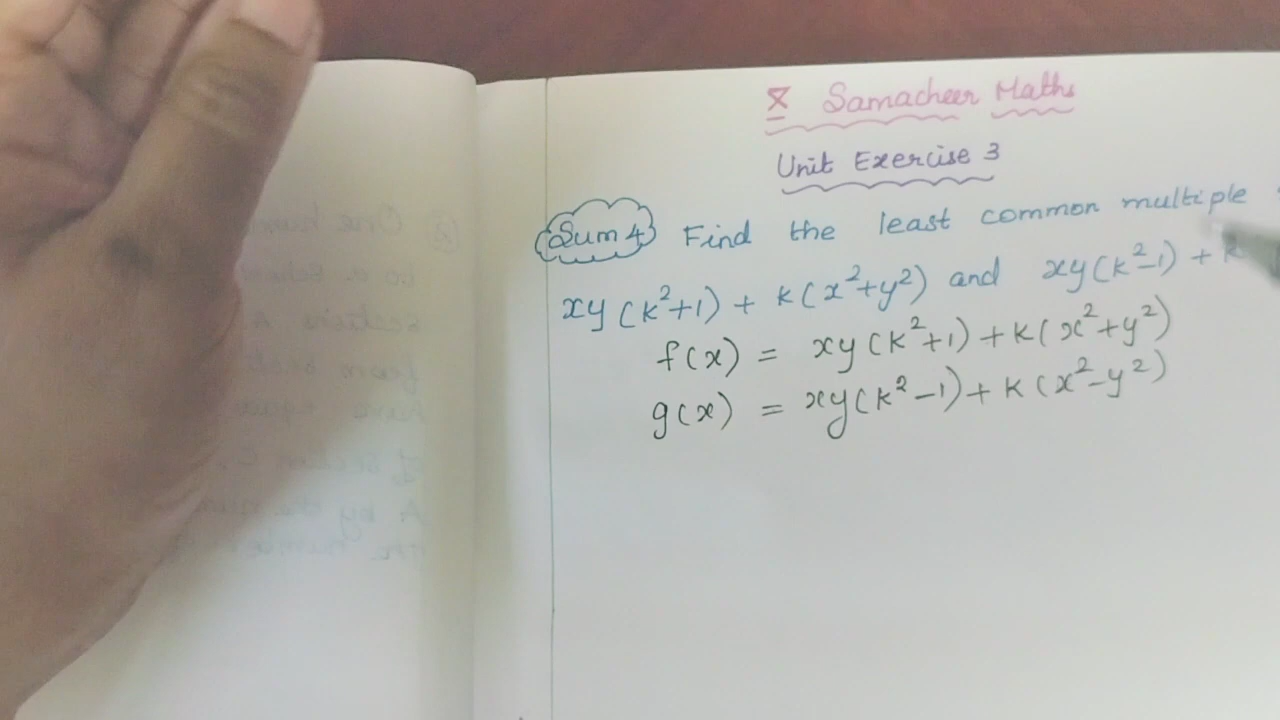 X Samacheer Maths
Unit Exercise 3
Sum 4 Find the least common multiple
xy(k²+1) + k(x²+y²) and xy(k²-1) + k
f(x) = xy(k²+1)+k(x²+y²)
g(x) = xy(k²-1)+k(x²-y²)